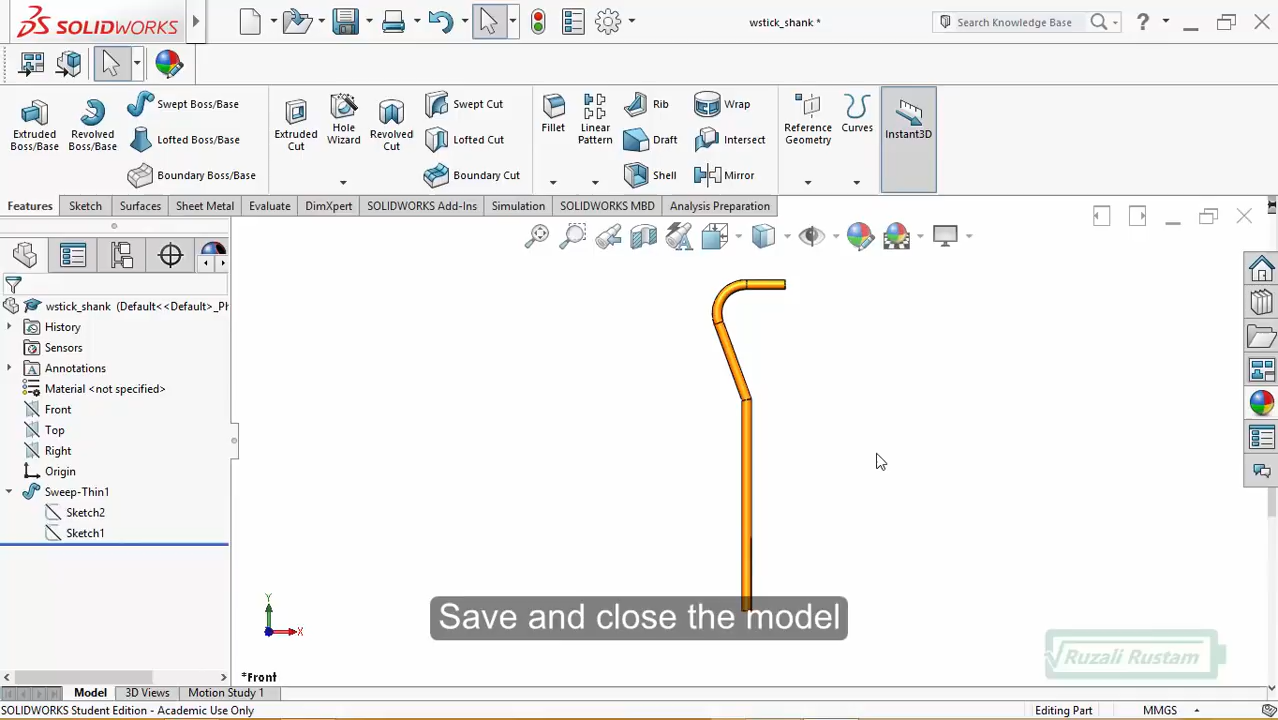 SOLIDWORKS
wstick_shank *
Search Knowledge Base
?
Extruded Boss/Base
Revolved Boss/Base
Swept Boss/Base
Lofted Boss/Base
Boundary Boss/Base
Extruded Cut
Hole Wizard
Revolved Cut
Swept Cut
Lofted Cut
Boundary Cut
Fillet
Linear Pattern
Rib
Draft
Shell
Wrap
Intersect
Mirror
Reference Geometry
Curves
Instant3D
Features
Sketch
Surfaces
Sheet Metal
Evaluate
DimXpert
SOLIDWORKS Add-Ins
Simulation
SOLIDWORKS MBD
Analysis Preparation
wstick_shank (Default<<Default>_Ph
History
Sensors
Annotations
Material <not specified>
Front
Top
Right
Origin
Sweep-Thin1
Sketch2
Sketch1
Y
X
*Front
Save and close the model
Ruzali Rustam
Model
3D Views
Motion Study 1
SOLIDWORKS Student Edition - Academic Use Only
Editing Part
MMGS